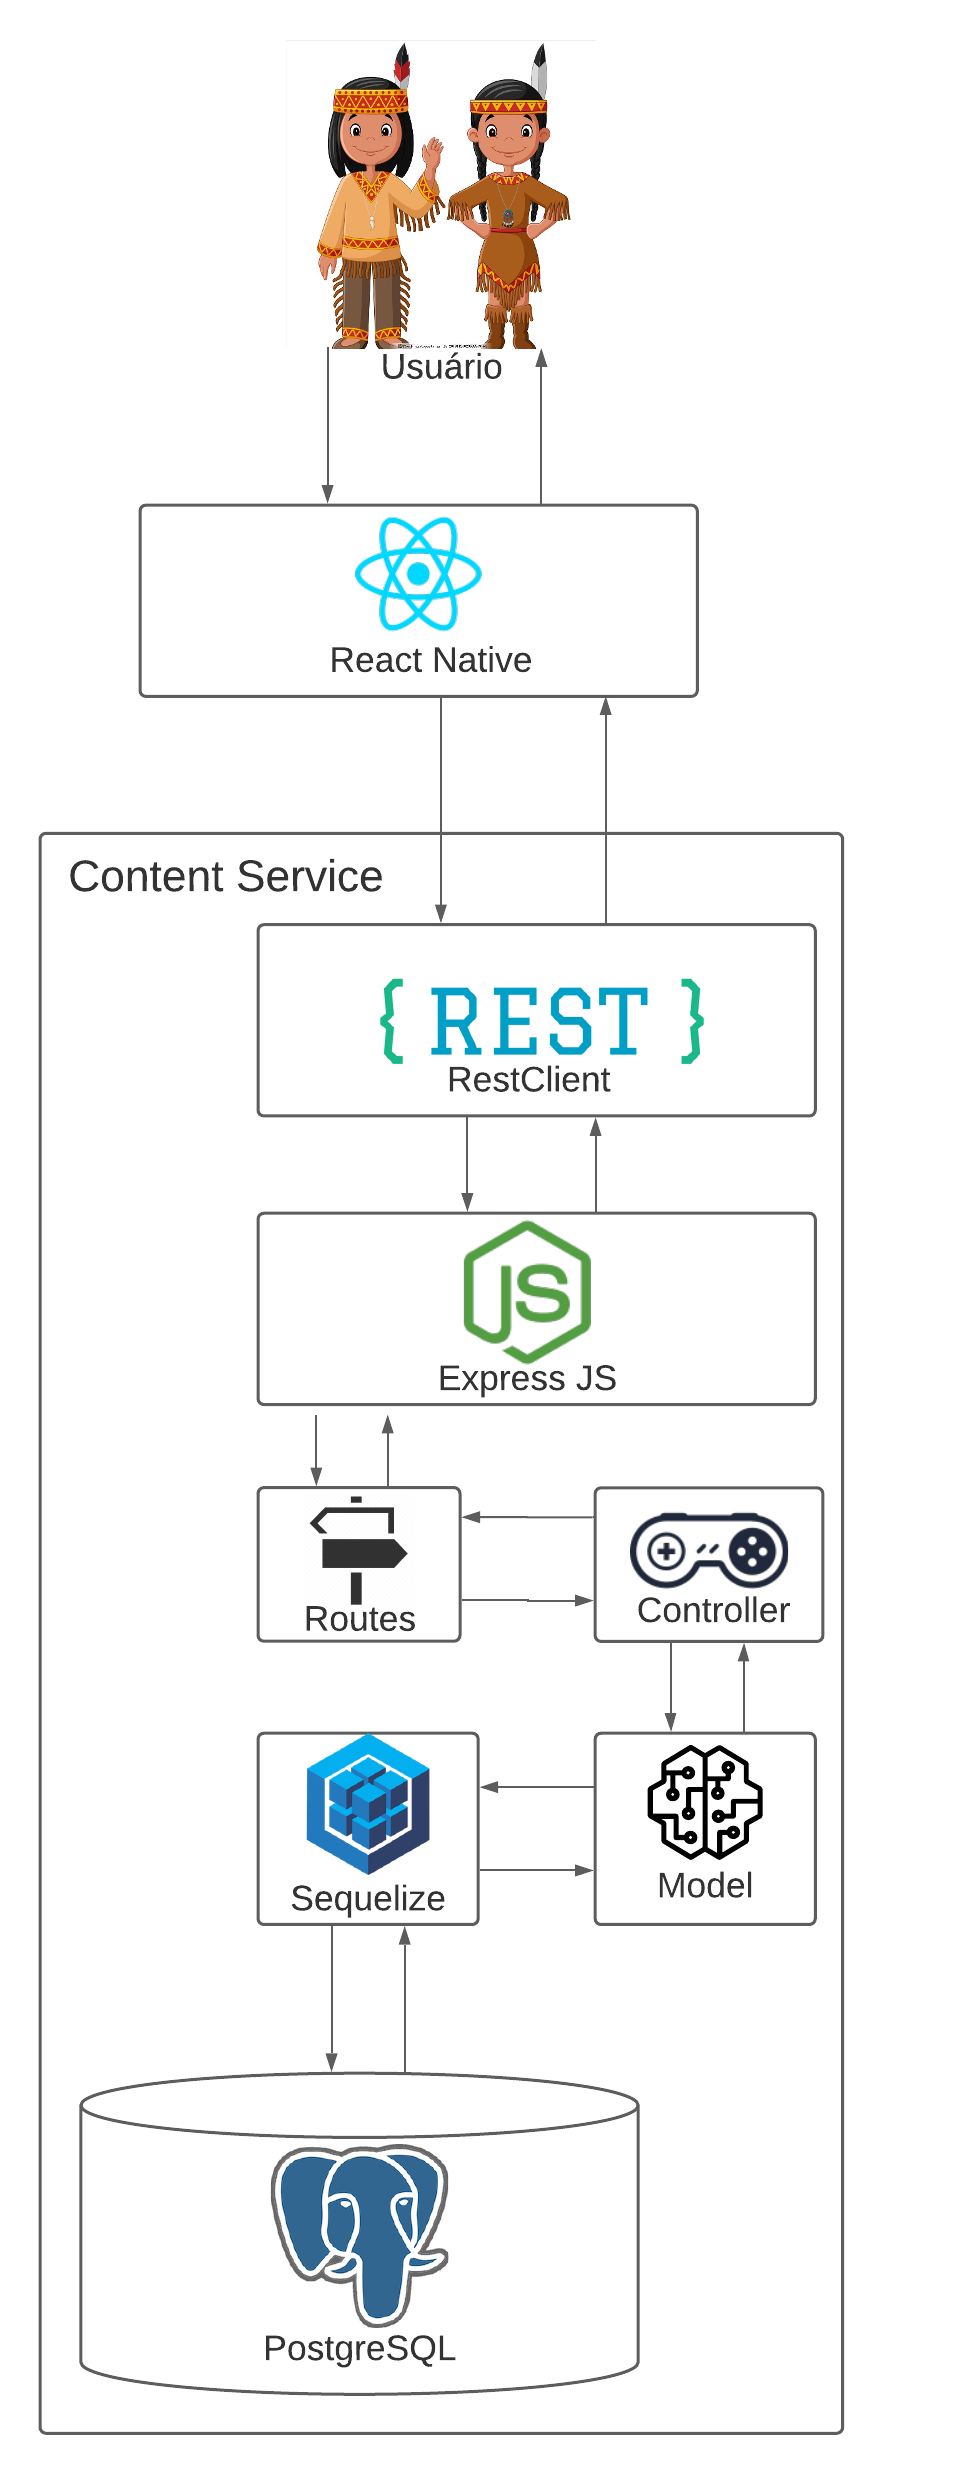 Usuário
React Native
Content Service
{ REST }
RestClient
JS
Express JS
Routes
Controller
Sequelize
Model
PostgreSQL